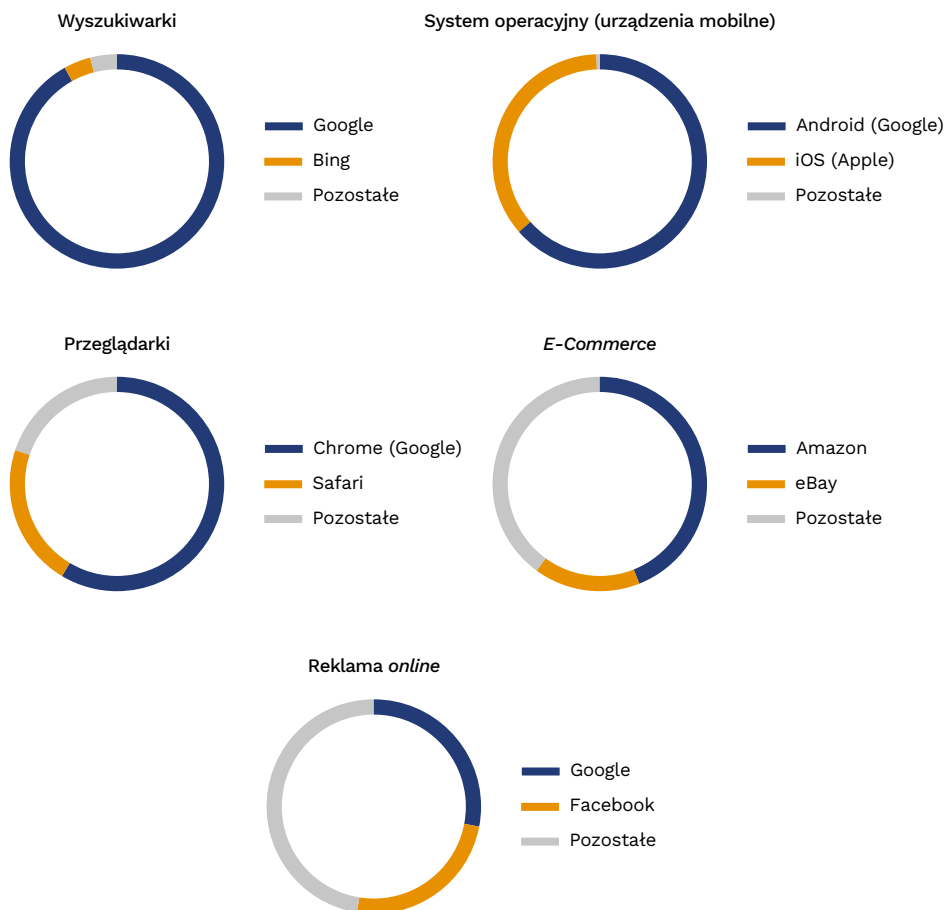 Wyszukiwarki
Google
Bing
Pozostałe
System operacyjny (urządzenia mobilne)
Android (Google)
iOS (Apple)
Pozostałe
Przeglądarki
Chrome (Google)
Safari
Pozostałe
E-Commerce
Amazon
eBay
Pozostałe
Reklama online
Google
Facebook
Pozostałe